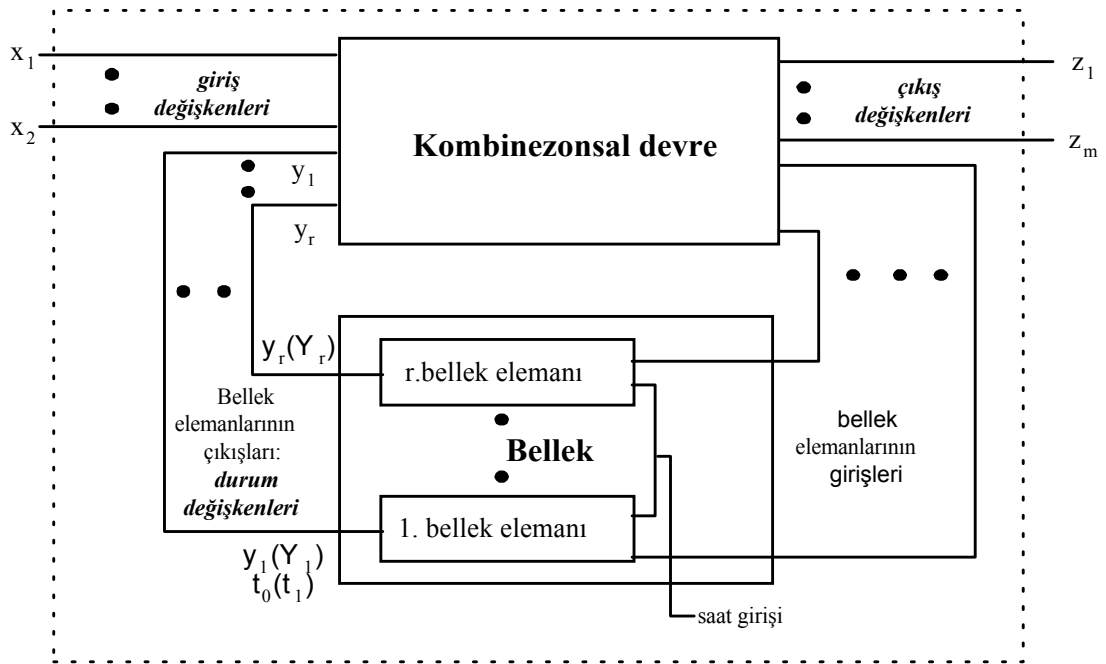 x1
giriş
değişkenleri
x2
y1
yr
Kombinezonsal devre
z1
çıkış
değişkenleri
zm
yr(Yr)
r.bellek elemanı
Bellek
elemanlarının
çıkışları:
durum
değişkenleri
Bellek
1. bellek elemanı
bellek
elemanlarının
girişleri
y1(Y1)
t0(t1)
saat girişi